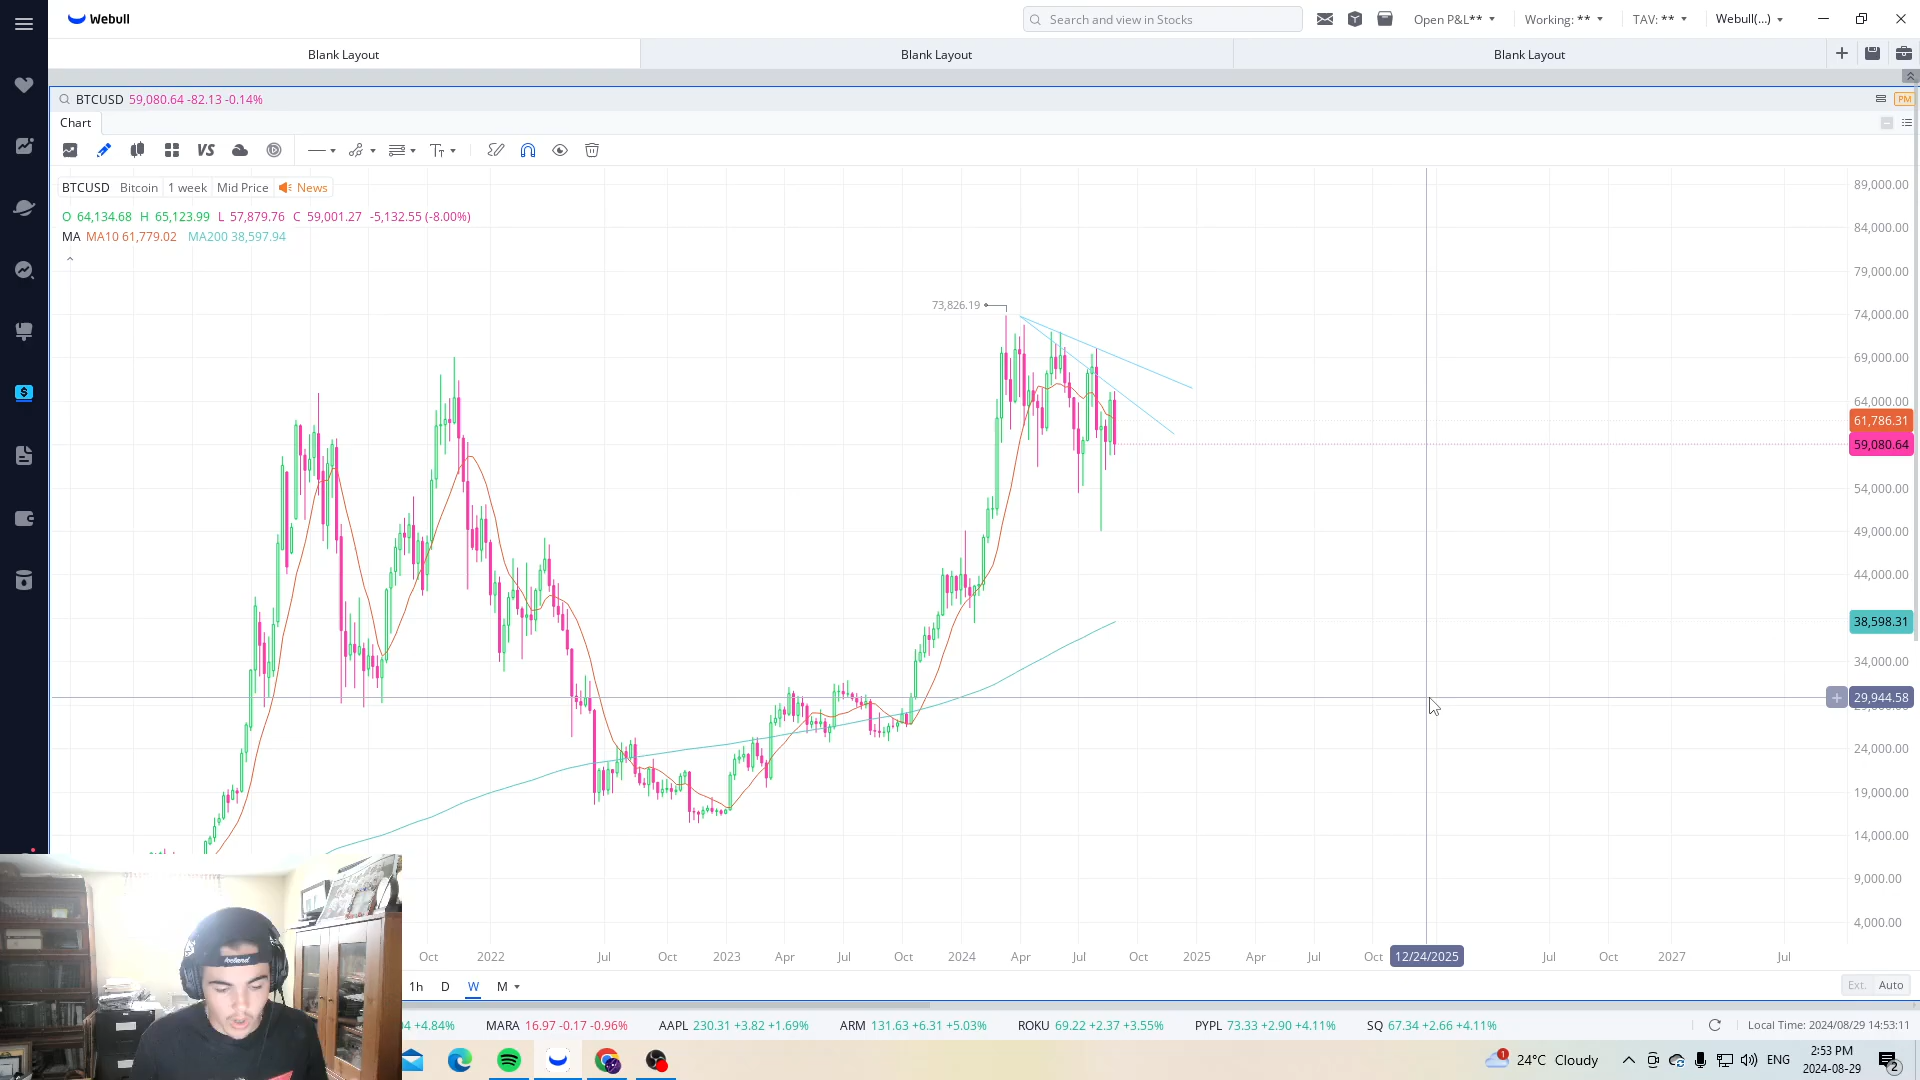 Webull
Search and view in Stocks
Open P&L**
Working: **
TAV: **
Webull(...)
Blank Layout
Blank Layout
Blank Layout
BTCUSD 59,080.64 -82.13 -0.14%
PM
Chart
VS
BTCUSD Bitcoin 1 week Mid Price News
O 64,134.68 H 65,123.99 L 57,879.76 C 59,001.27 -5,132.55 (-8.00%)
MA MA10 61,779.02 MA200 38,597.94
73,826.19
89,000.00
84,000.00
79,000.00
74,000.00
69,000.00
64,000.00
61,786.31
59,080.64
54,000.00
49,000.00
44,000.00
38,598.31
34,000.00
29,944.58
24,000.00
19,000.00
14,000.00
9,000.00
4,000.00
Oct 2022 Jul Oct 2023 Apr Jul Oct 2024 Apr Jul Oct 2025 Apr Jul Oct 12/24/2025 Jul Oct 2027 Jul
1h D W M
Ext. Auto
+4.84% MARA 16.97 -0.17 -0.96% AAPL 230.31 +3.82 +1.69% ARM 131.63 +6.31 +5.03% ROKU 69.22 +2.37 +3.55% PYPL 73.33 +2.90 +4.11% SQ 67.34 +2.66 +4.11%
Local Time: 2024/08/29 14:53:11
1
24°C Cloudy
ENG
2:53 PM
2024-08-29
2